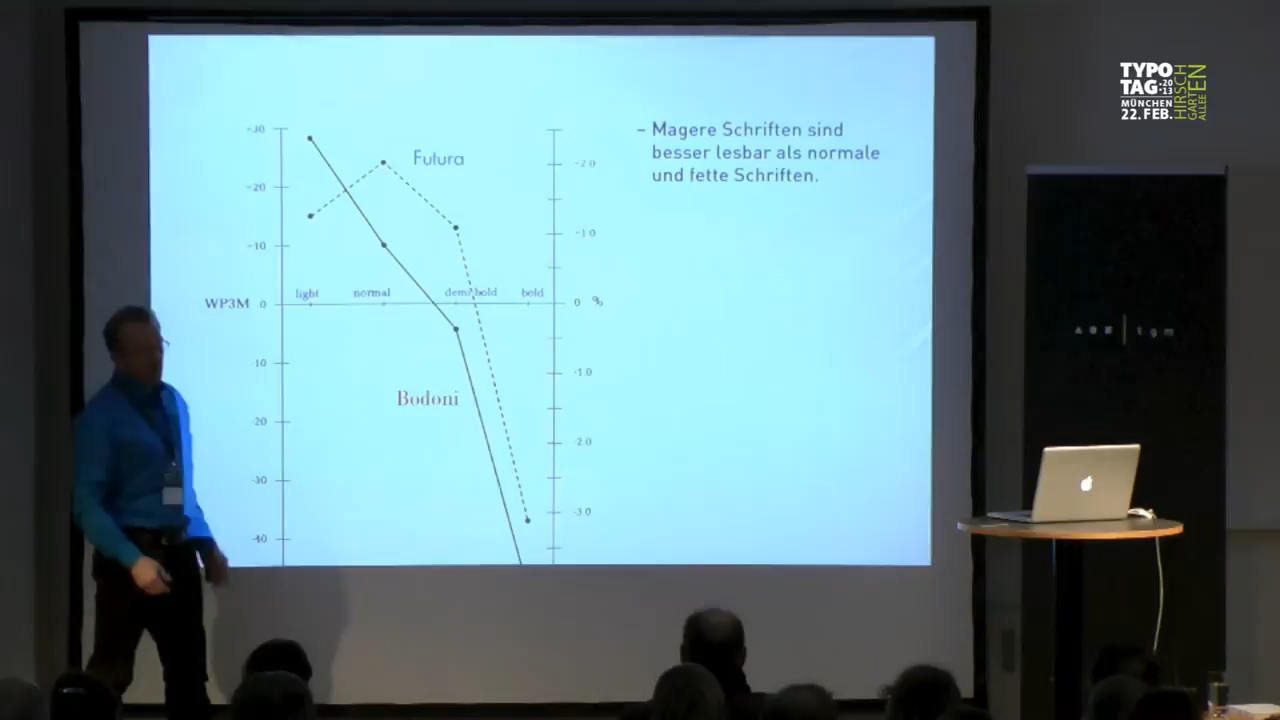 TYPO
TAG:2013
MÜNCHEN
22. FEB.
HIRSCH
GARTEN
ALLEE
– Magere Schriften sind
besser lesbar als normale
und fette Schriften.
Futura
+30
+20
+10
WP3M 0
10
-20
-30
-40
light normal demi bold bold
+2.0
+1.0
0 %
-1.0
-2.0
-3.0
Bodoni
tgm